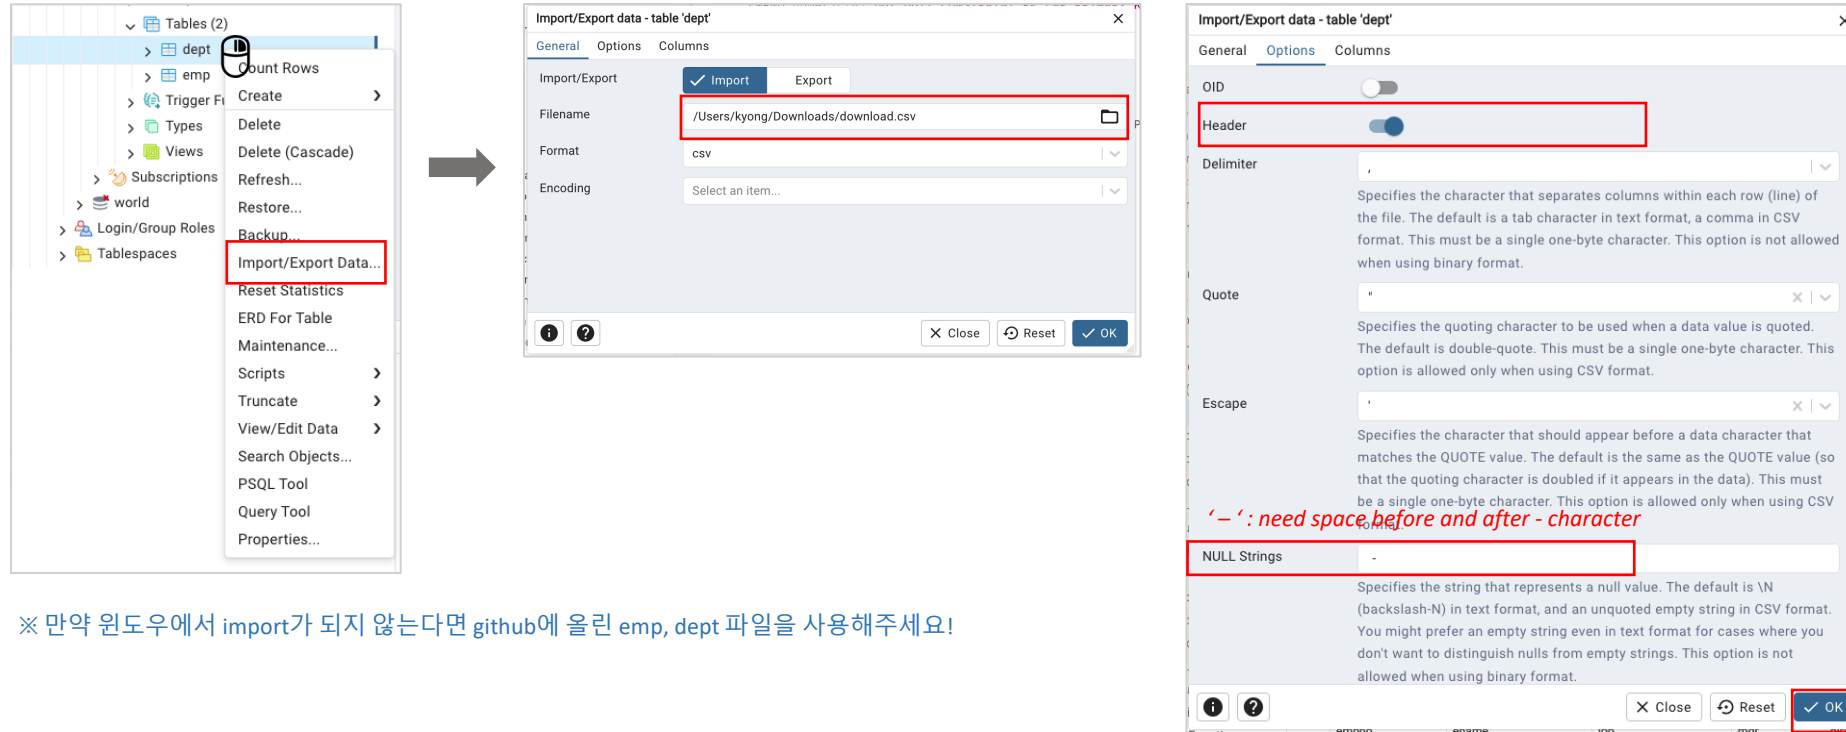 Tables (2)
dept
emp
Trigger Fu
Types
Views
Subscriptions
world
Login/Group Roles
Tablespaces
Count Rows
Create
Delete
Delete (Cascade)
Refresh...
Restore...
Backup...
Import/Export Data...
Reset Statistics
ERD For Table
Maintenance...
Scripts
Truncate
View/Edit Data
Search Objects...
PSQL Tool
Query Tool
Properties...
Import/Export data - table 'dept'
General Options Columns
Import/Export
Import Export
Filename
/Users/kyong/Downloads/download.csv
Format
csv
Encoding
Select an item...
Close Reset OK
Import/Export data - table 'dept'
General Options Columns
OID
Header
Delimiter
,
Specifies the character that separates columns within each row (line) of
the file. The default is a tab character in text format, a comma in CSV
format. This must be a single one-byte character. This option is not allowed
when using binary format.
Quote
"
Specifies the quoting character to be used when a data value is quoted.
The default is double-quote. This must be a single one-byte character. This
option is allowed only when using CSV format.
Escape
'
Specifies the character that should appear before a data character that
matches the QUOTE value. The default is the same as the QUOTE value (so
that the quoting character is doubled if it appears in the data). This must
be a single one-byte character. This option is allowed only when using CSV
format.
‘ – ‘ : need space before and after - character
NULL Strings
-
Specifies the string that represents a null value. The default is \N
(backslash-N) in text format, and an unquoted empty string in CSV format.
You might prefer an empty string even in text format for cases where you
don't want to distinguish nulls from empty strings. This option is not
allowed when using binary format.
Close Reset OK
※ 만약 윈도우에서 import가 되지 않는다면 github에 올린 emp, dept 파일을 사용해주세요!